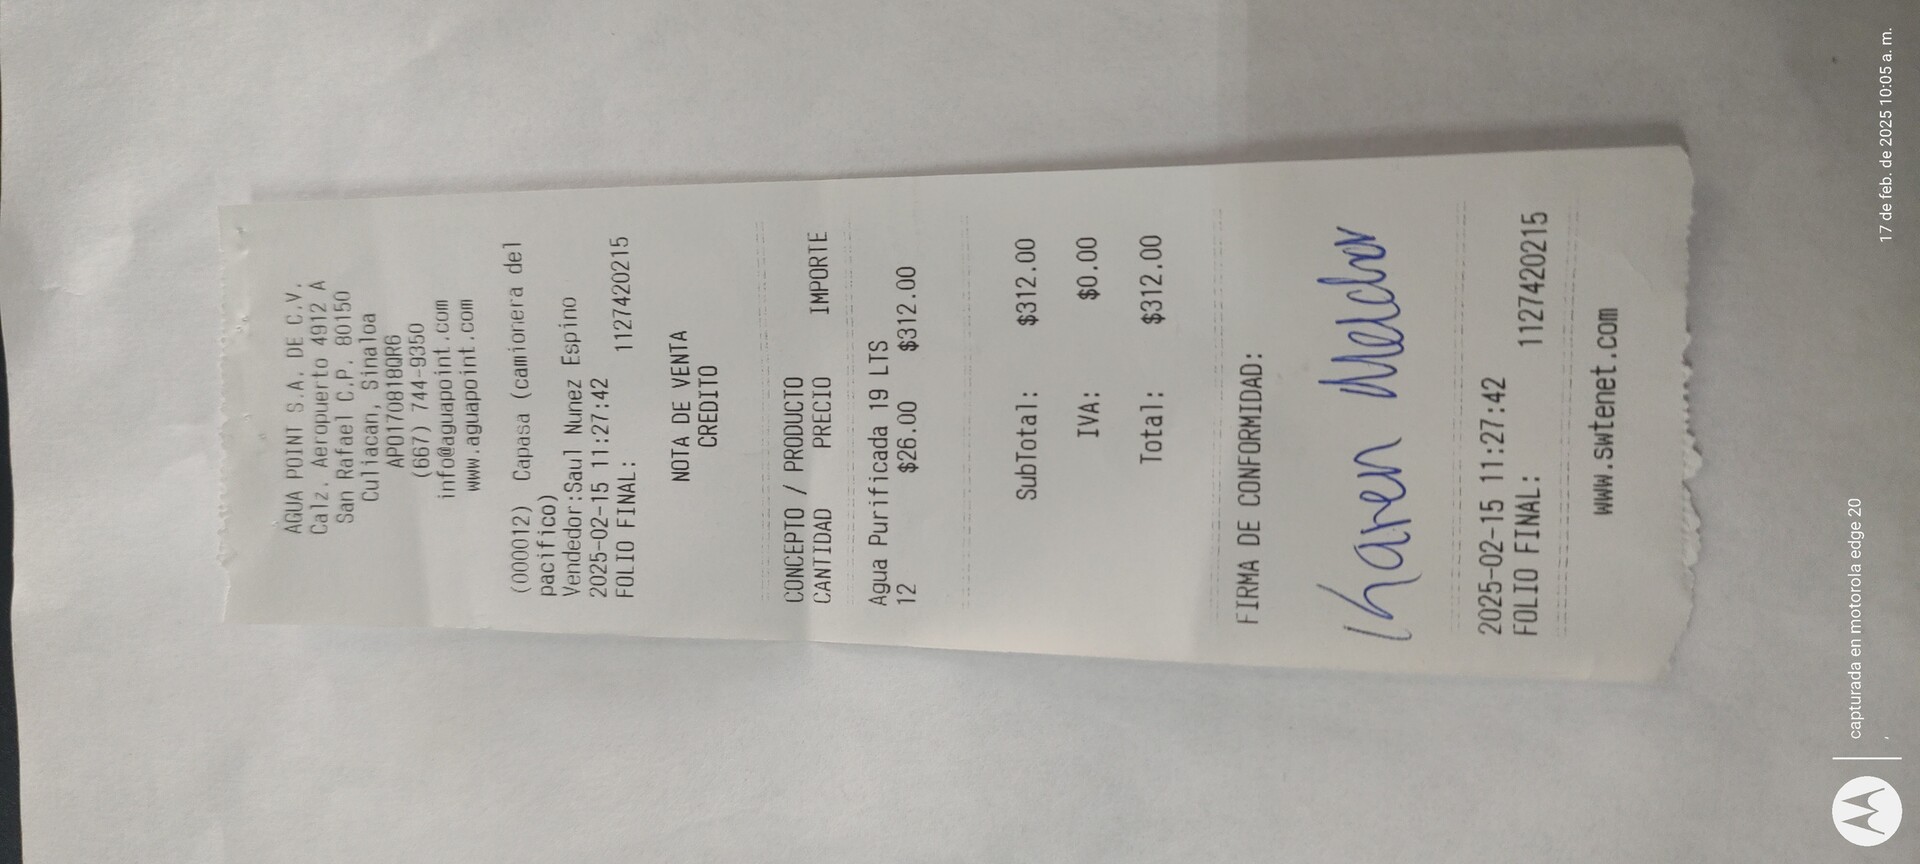 AGUA POINT S.A. DE C.V.
Calz. Aeropuerto 4912 A
San Rafael C.P. 80150
Culiacan, Sinaloa
APO170818QR6
(667) 744-9350
info@aguapoint.com
www.aguapoint.com
(000012) Capasa (camionera del
pacifico)
Vendedor:Saul Nunez Espino
2025-02-15 11:27:42
FOLIO FINAL: 1127420215
NOTA DE VENTA
CREDITO
CONCEPTO / PRODUCTO
CANTIDAD PRECIO IMPORTE
Agua Purificada 19 LTS
12 $26.00 $312.00
SubTotal: $312.00
IVA: $0.00
Total: $312.00
FIRMA DE CONFORMIDAD:
Karen Melchor
2025-02-15 11:27:42
FOLIO FINAL: 1127420215
www.swtenet.com
capturada en motorola edge 20
17 de feb. de 2025 10:05 a. m.